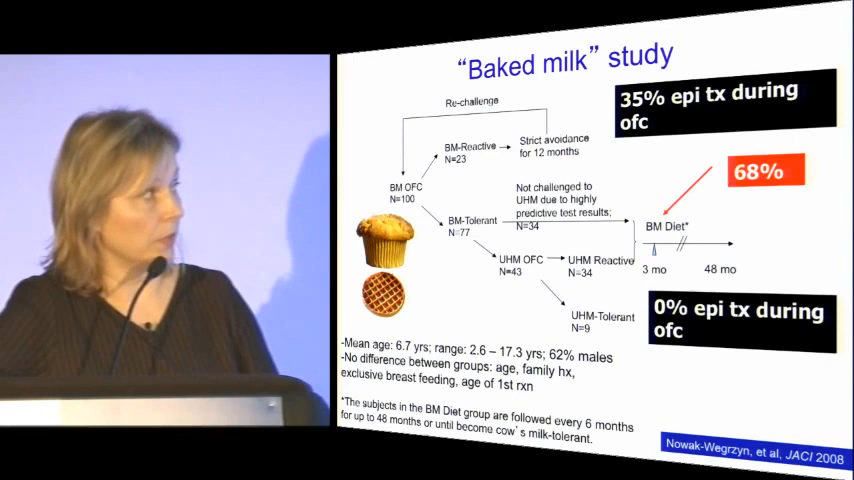 “Baked milk” study
35% epi tx during
ofc
Re-challenge
BM-Reactive
N=23
Strict avoidance
for 12 months
68%
BM OFC
N=100
Not challenged to
UHM due to highly
predictive test results;
N=34
BM-Tolerant
N=77
BM Diet*
UHM OFC
N=43
UHM Reactive
N=34
3 mo
48 mo
UHM-Tolerant
N=9
0% epi tx during
ofc
-Mean age: 6.7 yrs; range: 2.6 – 17.3 yrs; 62% males
-No difference between groups: age, family hx,
exclusive breast feeding, age of 1st rxn
*The subjects in the BM Diet group are followed every 6 months
for up to 48 months or until become cow’s milk-tolerant.
Nowak-Wegrzyn, et al, JACI 2008